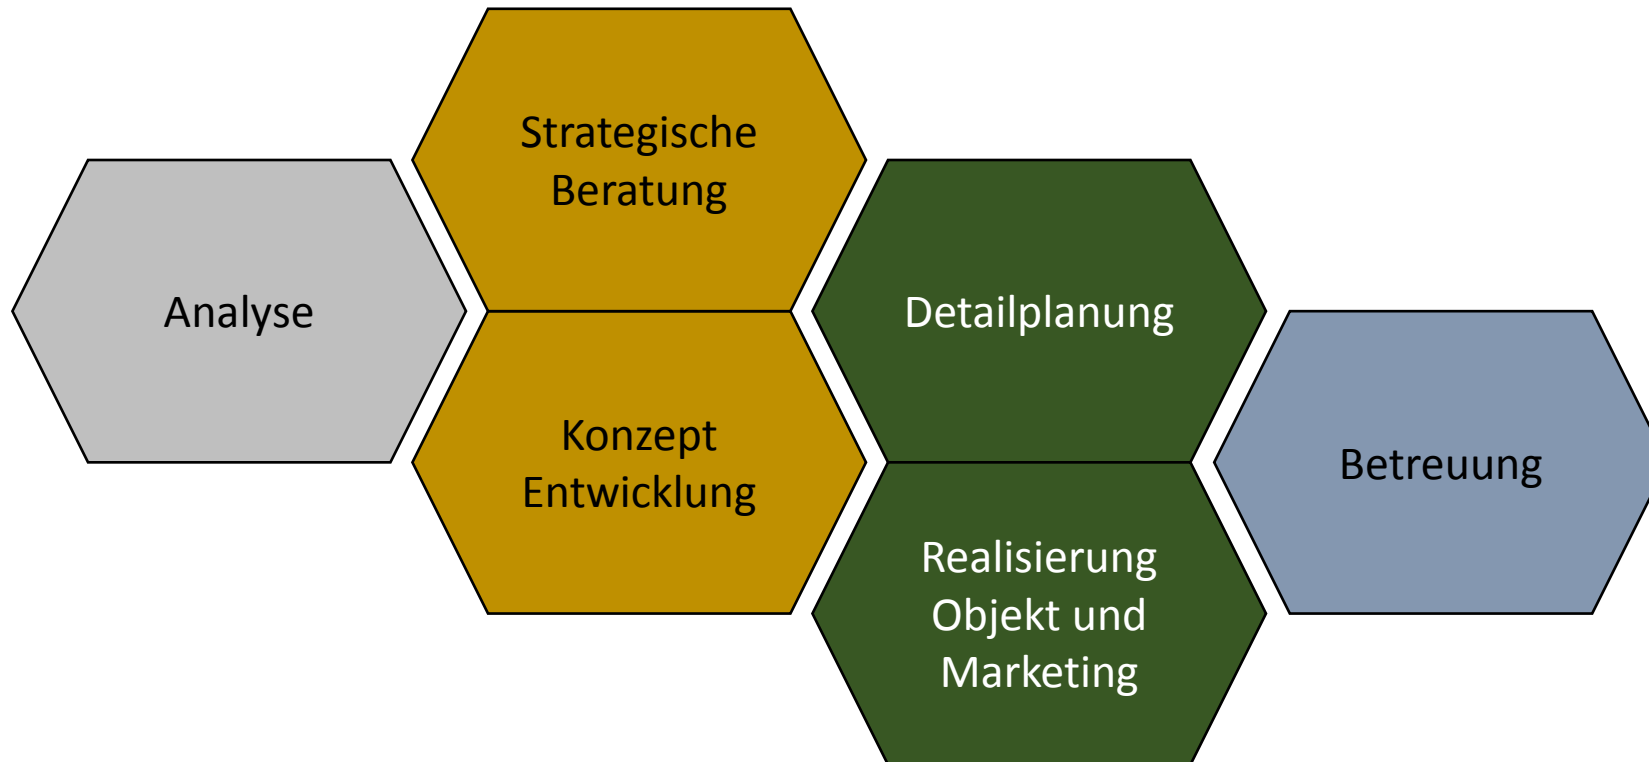 Analyse
Strategische
Beratung
Konzept
Entwicklung
Detailplanung
Realisierung
Objekt und
Marketing
Betreuung